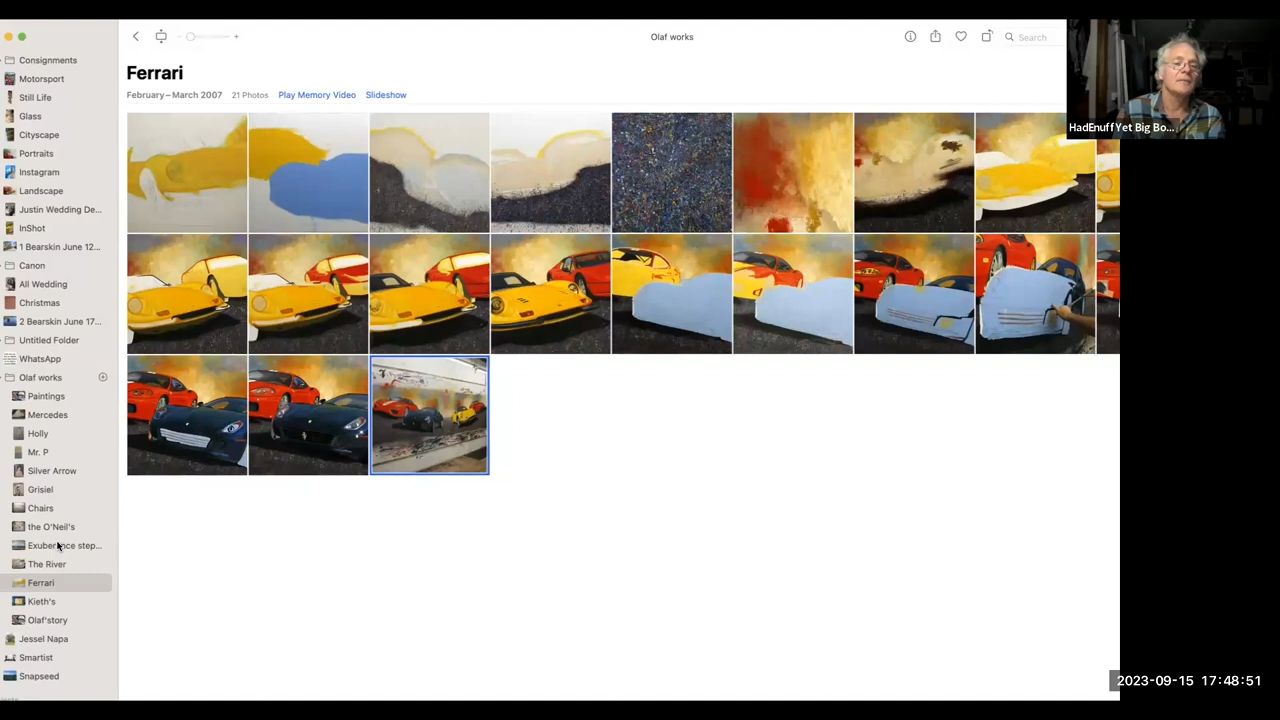 Olaf works
Search
Consignments
Motorsport
Still Life
Glass
Cityscape
Portraits
Instagram
Landscape
Justin Wedding De...
InShot
1 Bearskin June 12...
Canon
All Wedding
Christmas
2 Bearskin June 17...
Untitled Folder
WhatsApp
Olaf works
Paintings
Mercedes
Holly
Mr. P
Silver Arrow
Grisiel
Chairs
the O'Neil's
Exuberance step...
The River
Ferrari
Kieth's
Olaf'story
Jessel Napa
Smartist
Snapseed
Ferrari
February – March 2007 21 Photos Play Memory Video Slideshow
HadEnuffYet Big Bo...
2023-09-15 17:48:51